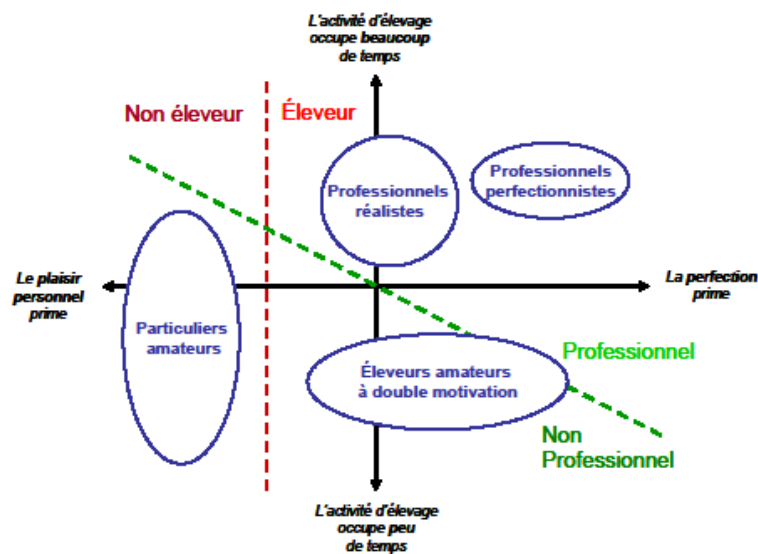 L'activité d'élevage
occupe beaucoup
de temps
Non éleveur
Éleveur
Professionnels
réalistes
Professionnels
perfectionnistes
Le plaisir
personnel
prime
La perfection
prime
Particuliers
amateurs
Professionnel
Éleveurs amateurs
à double motivation
Non
Professionnel
L'activité d'élevage
occupe peu
de temps